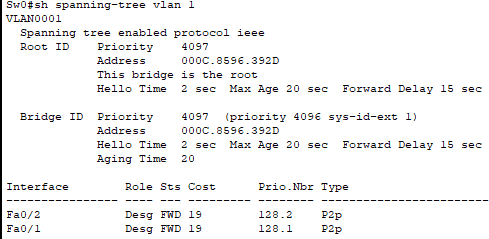 Sw0#sh spanning-tree vlan 1
VLAN0001
  Spanning tree enabled protocol ieee
  Root ID    Priority    4097
             Address     000C.8596.392D
             This bridge is the root
             Hello Time  2 sec  Max Age 20 sec  Forward Delay 15 sec

  Bridge ID  Priority    4097  (priority 4096 sys-id-ext 1)
             Address     000C.8596.392D
             Hello Time  2 sec  Max Age 20 sec  Forward Delay 15 sec
             Aging Time  20

Interface        Role Sts Cost      Prio.Nbr Type
---------------- ---- --- --------- -------- --------------------------------
Fa0/2            Desg FWD 19        128.2    P2p
Fa0/1            Desg FWD 19        128.1    P2p